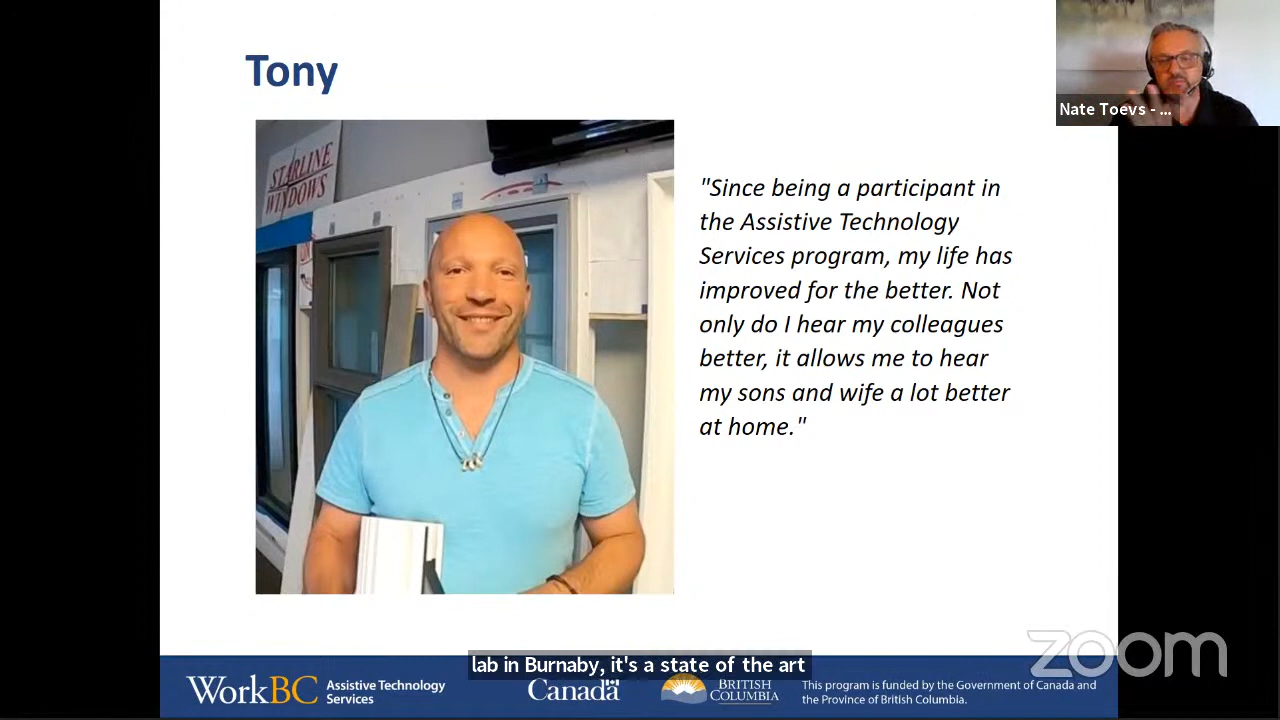 Tony
Nate Toevs - ...
STARLINE
WINDOWS
"Since being a participant in
the Assistive Technology
Services program, my life has
improved for the better. Not
only do I hear my colleagues
better, it allows me to hear
my sons and wife a lot better
at home."
zoom
lab in Burnaby, it's a state of the art
WorkBC
Assistive Technology
Services
Canada
BRITISH
COLUMBIA
This program is funded by the Government of Canada and
the Province of British Columbia.